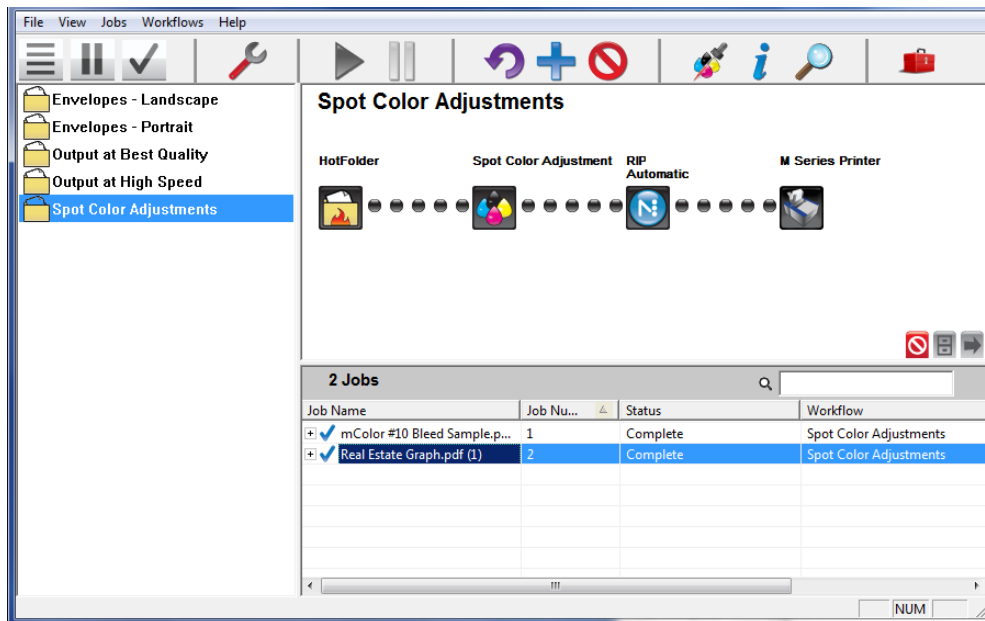 File View Jobs Workflows Help
Envelopes - Landscape
Envelopes - Portrait
Output at Best Quality
Output at High Speed
Spot Color Adjustments
Spot Color Adjustments
HotFolder Spot Color Adjustment RIP M Series Printer
Automatic
2 Jobs
Job Name Job Nu... Status Workflow
mColor #10 Bleed Sample.p... 1 Complete Spot Color Adjustments
Real Estate Graph.pdf (1) 2 Complete Spot Color Adjustments
NUM